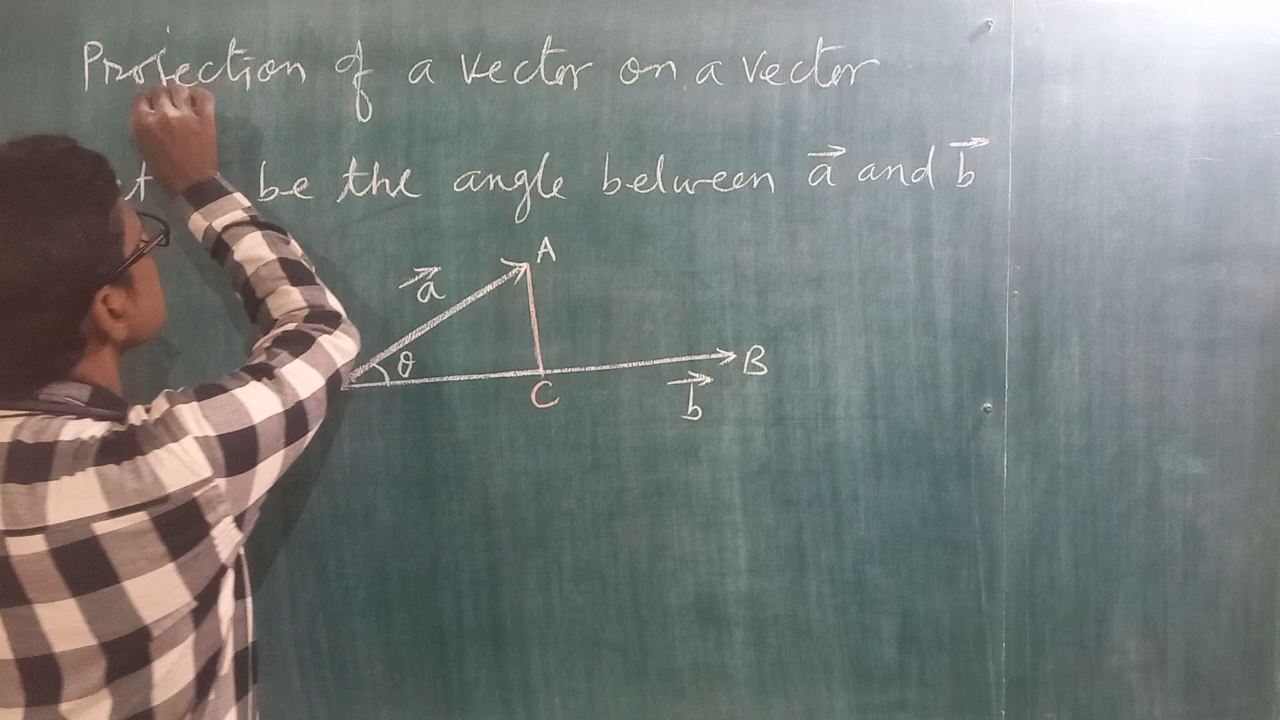 Projection of a vector on a vector
be the angle between a⃗ and b⃗
A
a⃗
θ
B
C
b⃗